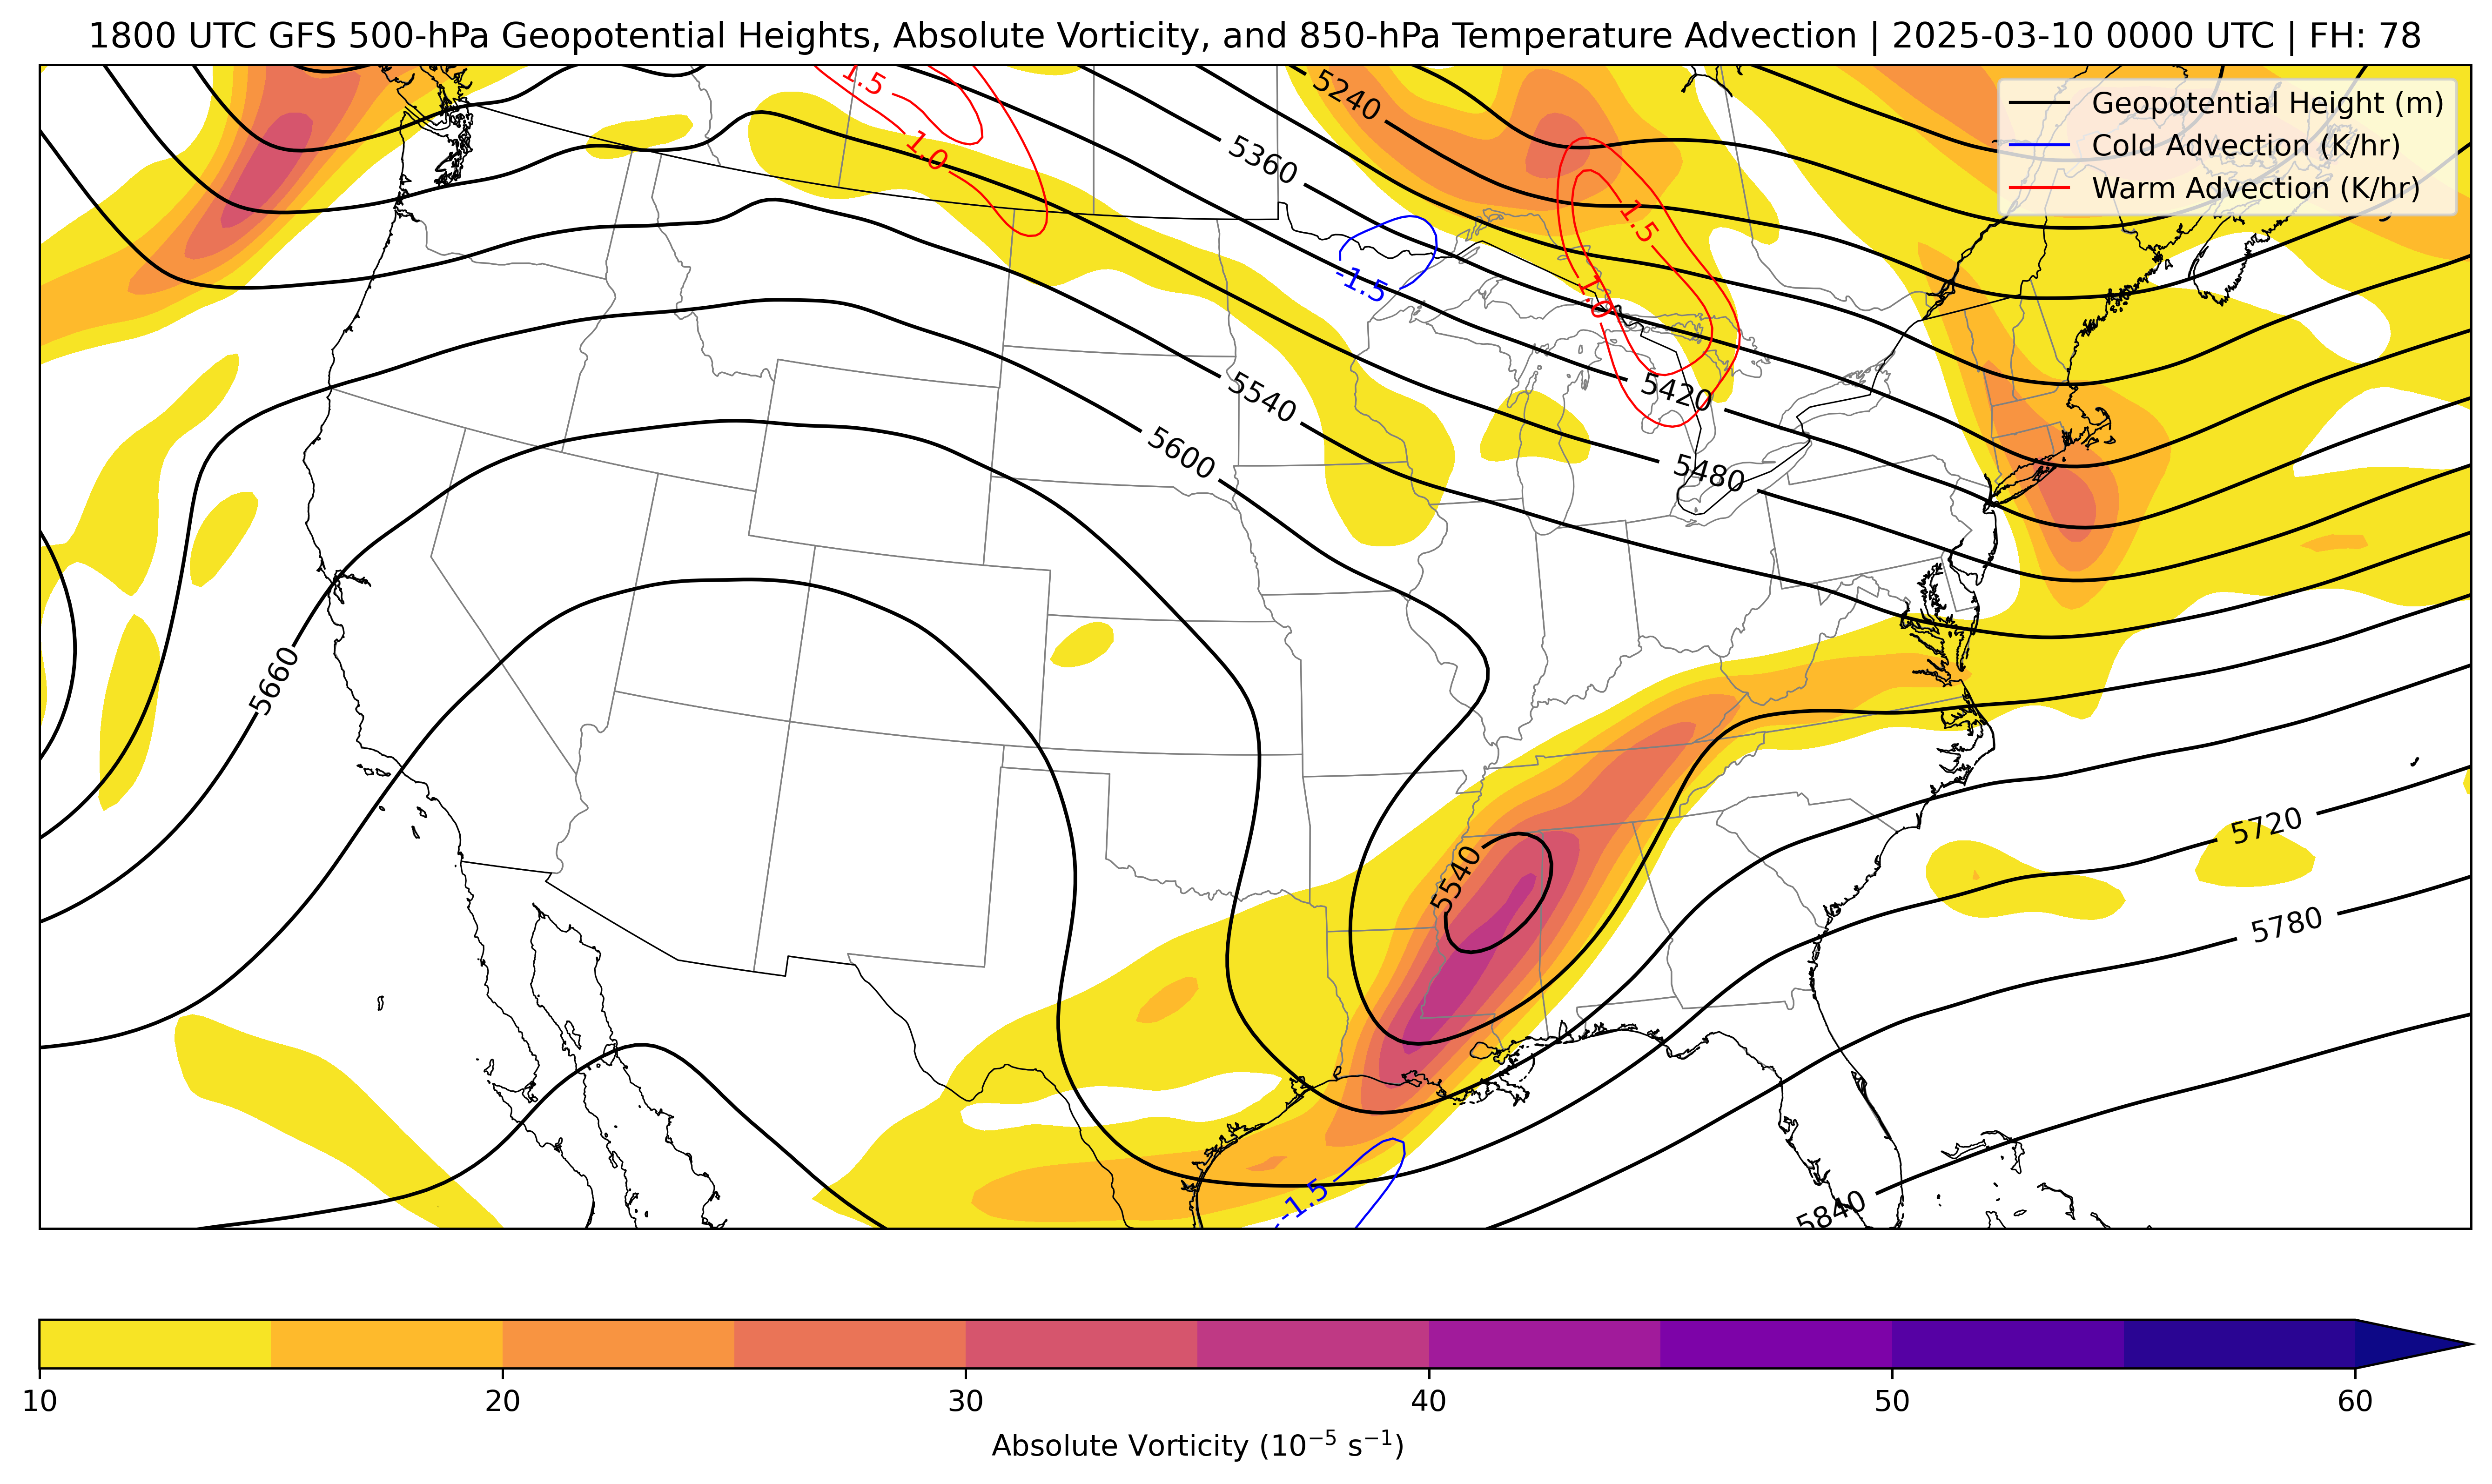 1800 UTC GFS 500-hPa Geopotential Heights, Absolute Vorticity, and 850-hPa Temperature Advection | 2025-03-10 0000 UTC | FH: 78
Geopotential Height (m)
Cold Advection (K/hr)
Warm Advection (K/hr)
1.5
1.0
5240
5360
1.5
-1.5
1.0
5420
5540
5600
5480
5660
5540
5720
5780
-1.5
5840
10 20 30 40 50 60
Absolute Vorticity (10⁻⁵ s⁻¹)